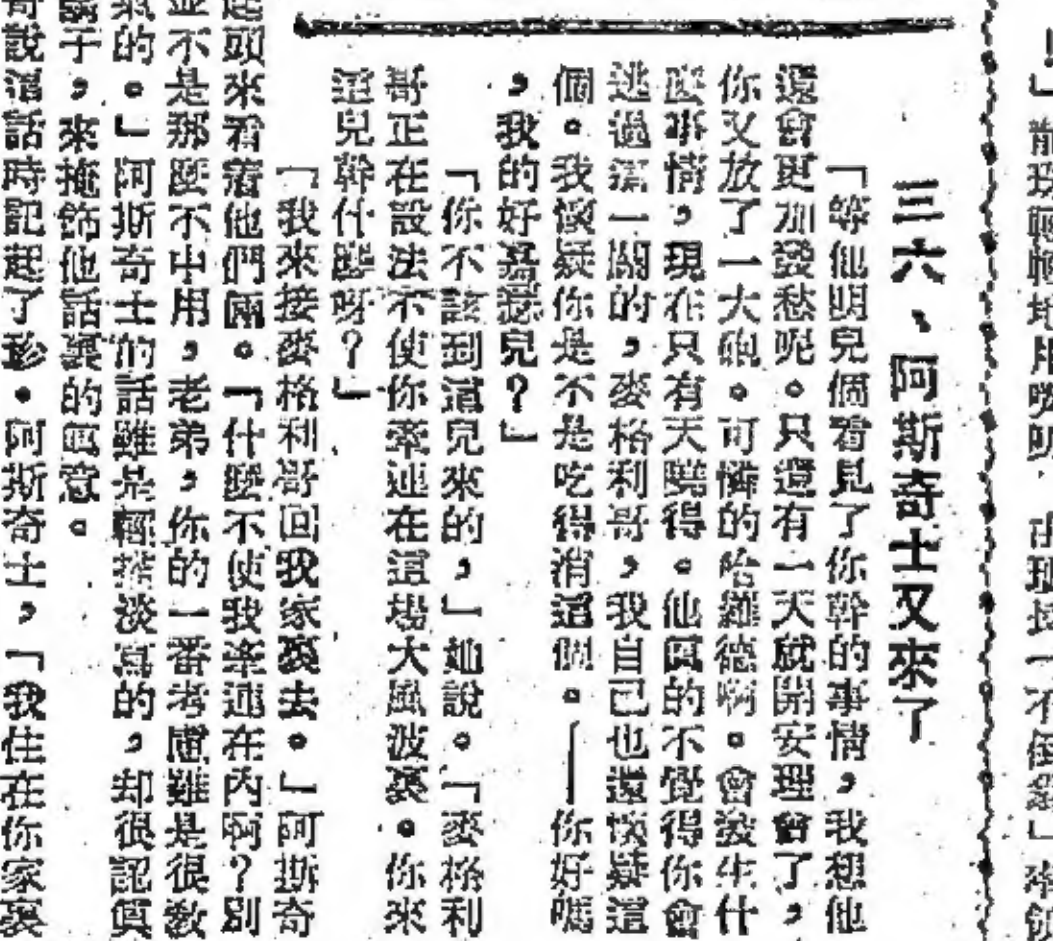 三六、阿斯奇士又來了
「等他明兒個看見了你幹的事情，我想他
還會更加發愁呢。只還有一天就開安理會了，
你又放了一大砲。可憐的哈羅德啊。會發生什
麼事情，現在只有天曉得。他眞的不覺得你會
逃過這一關的，麥格利哥，我自己也還懷疑這
個。我懷疑你是不是吃得消這個。——你好嗎
，我的好兒？」
「你不該到這兒來的，」她說。「麥格利
哥正在設法不使你牽連在這場大風波裏。你來
這兒幹什麼呀？」
「我來接麥格利哥回我家裏去。」阿斯奇
頭來看着他們倆。「什麼不使我牽連在內啊？別
並不是那麼不中用，老弟，你的一番考慮雖是很敎
氣的。」阿斯奇士的話雖是輕描淡寫的，却很認眞
子，來掩飾他話裏的眞意。
奇說這話時記起了珍・阿斯奇士，「我住在你家裏